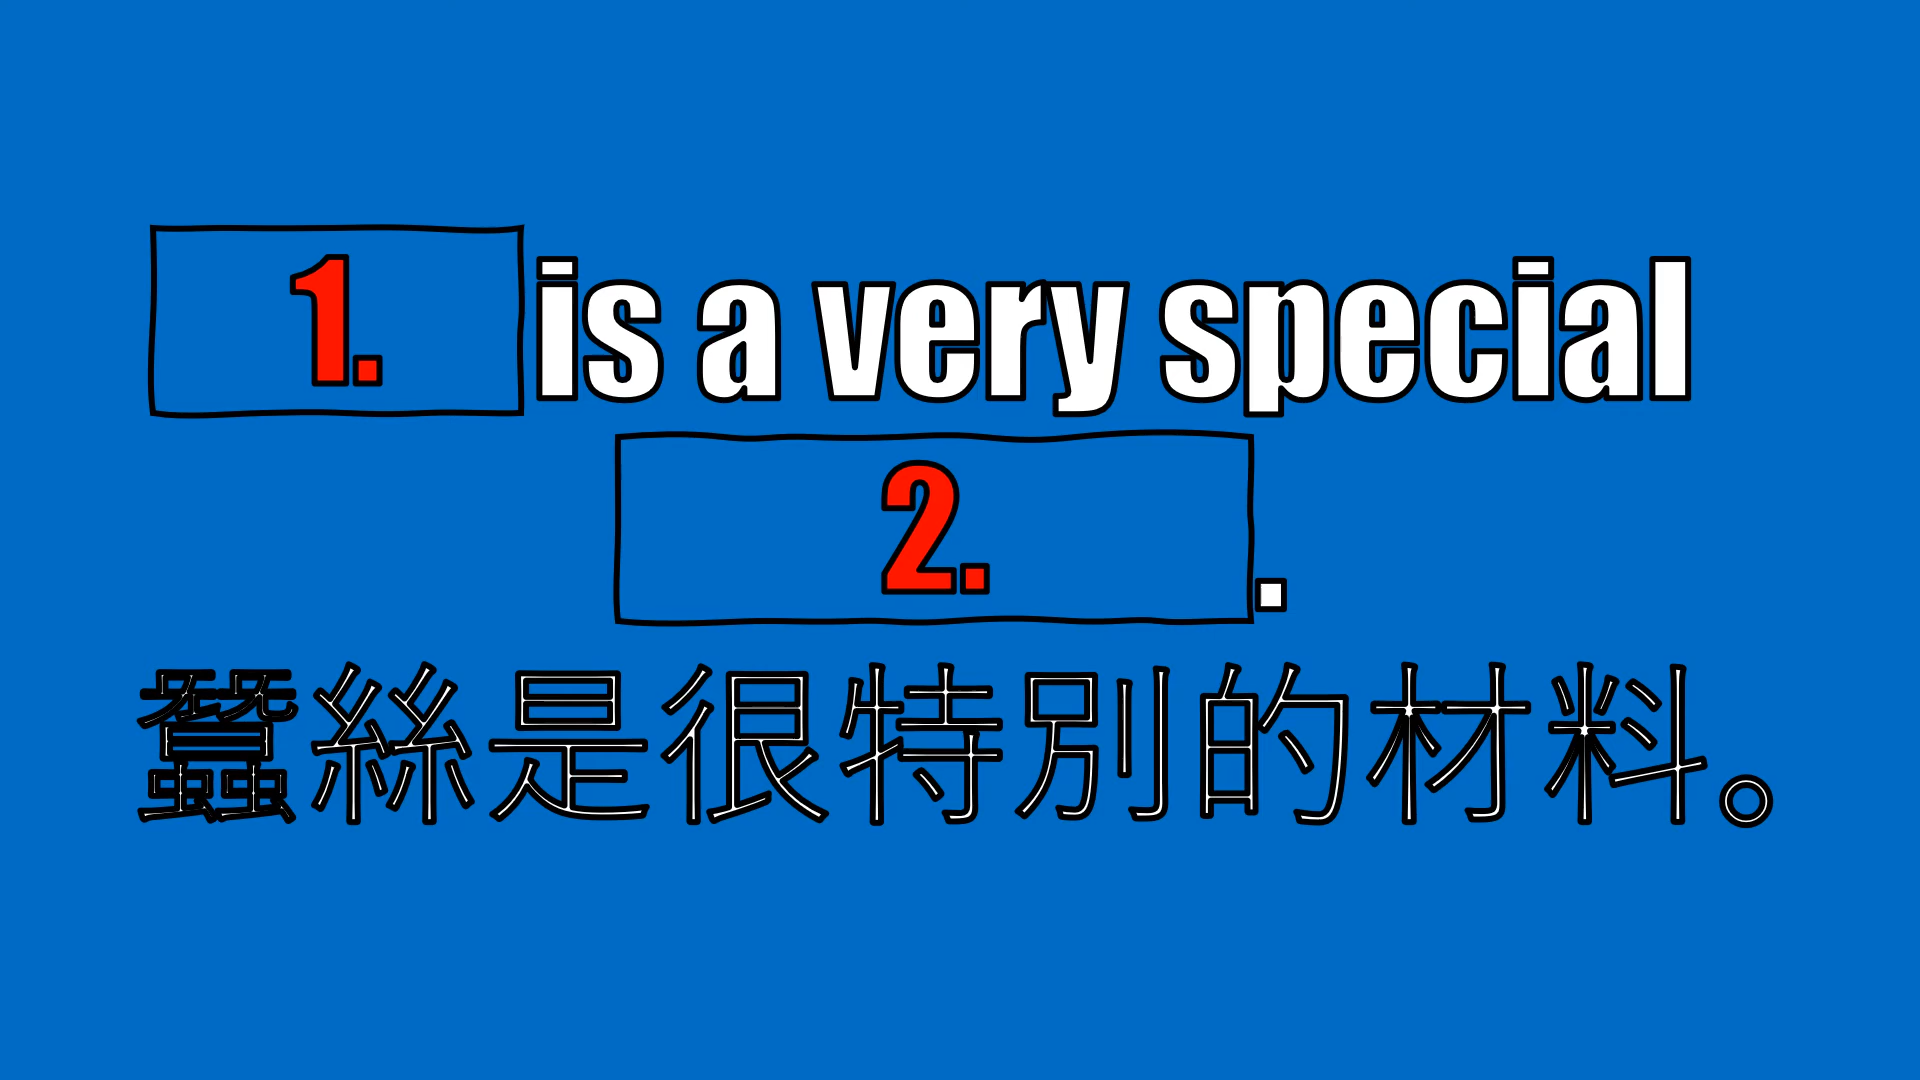 1. is a very special
2. .
蠶絲是很特別的材料。